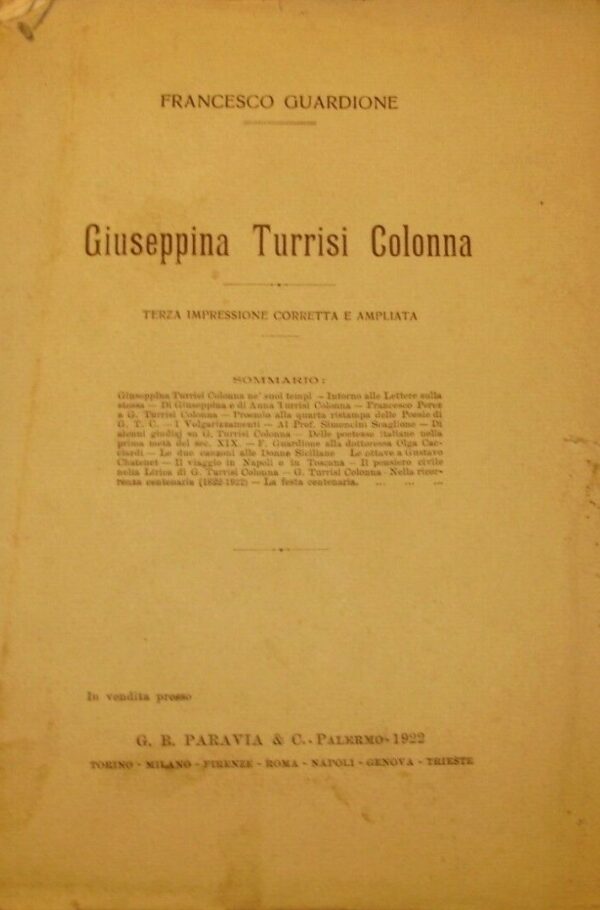 FRANCESCO GUARDIONE
Giuseppina Turrisi Colonna
TERZA IMPRESSIONE CORRETTA E AMPLIATA
SOMMARIO:
Giuseppina Turrisi Colonna ne' suoi tempi — Intorno alle Lettere sulla
stessa — Di Giuseppina e di Anna Turrisi Colonna — Francesco Perez
a G. Turrisi Colonna — Proemio alla quarta ristampa delle Poesie di
G. T. C. — I Volgarizzamenti — Al Prof. Simoncini Scaglione — Di
alcuni giudizj su G. Turrisi Colonna — Delle poetesse italiane nella
prima metà del sec. XIX. — F. Guardione alla dottoressa Olga Cac-
ciardi — Le due canzoni alle Donne Siciliane Le ottave a Gustavo
Chatenet — Il viaggio in Napoli e in Toscana — Il pensiero civile
nella Lirica di G. Turrisi Colonna — G. Turrisi Colonna Nella ricor-
renza centenaria (1822-1922) — La festa centenaria. ... ... ...
In vendita presso
G. B. PARAVIA & C. - PALERMO - 1922
TORINO - MILANO - FIRENZE - ROMA - NAPOLI - GENOVA - TRIESTE